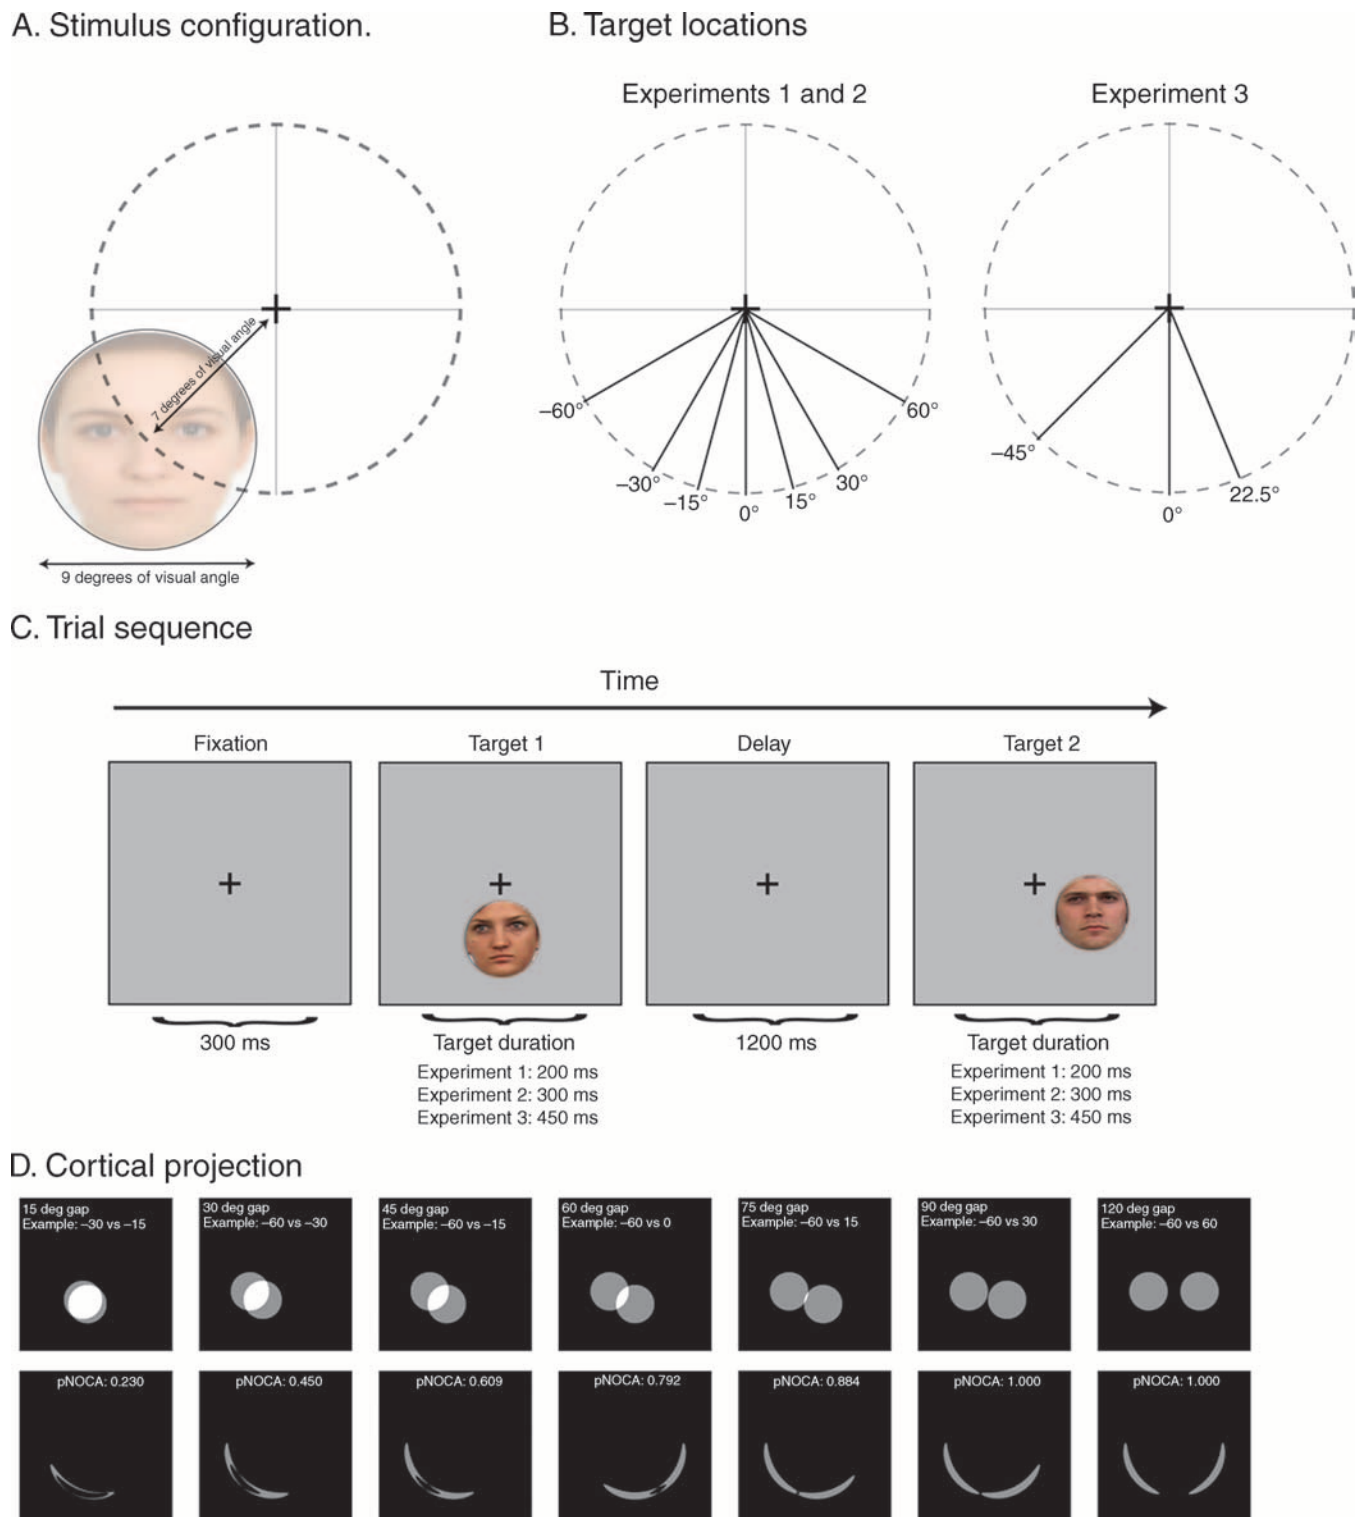 A. Stimulus configuration.
7 degrees of visual angle
9 degrees of visual angle
B. Target locations
Experiments 1 and 2
–60°
–30°
–15°
0°
15°
30°
60°
Experiment 3
–45°
0°
22.5°
C. Trial sequence
Time
Fixation
Target 1
Delay
Target 2
300 ms
Target duration
Experiment 1: 200 ms
Experiment 2: 300 ms
Experiment 3: 450 ms
1200 ms
Target duration
Experiment 1: 200 ms
Experiment 2: 300 ms
Experiment 3: 450 ms
D. Cortical projection
15 deg gap
Example: –30 vs –15
30 deg gap
Example: –60 vs –30
45 deg gap
Example: –60 vs –15
60 deg gap
Example: –60 vs 0
75 deg gap
Example: –60 vs 15
90 deg gap
Example: –60 vs 30
120 deg gap
Example: –60 vs 60
pNOCA: 0.230
pNOCA: 0.450
pNOCA: 0.609
pNOCA: 0.792
pNOCA: 0.884
pNOCA: 1.000
pNOCA: 1.000